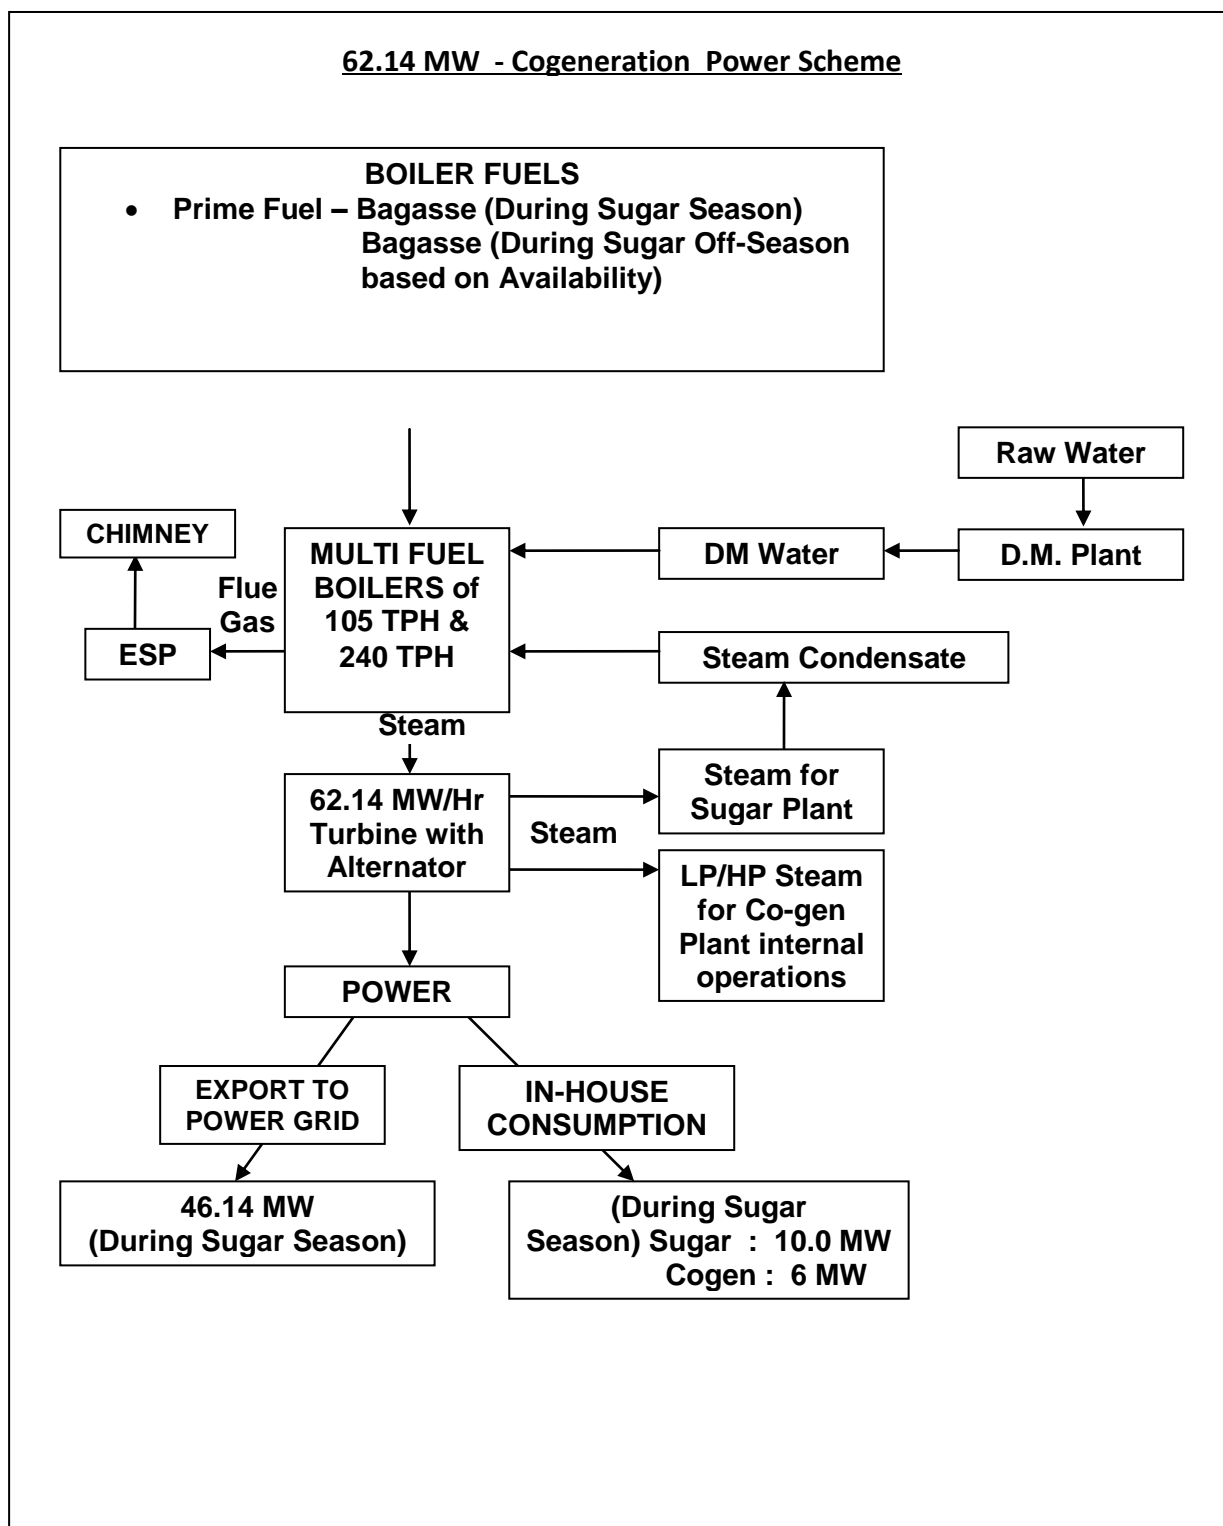 62.14 MW - Cogeneration Power Scheme
BOILER FUELS
• Prime Fuel – Bagasse (During Sugar Season)
Bagasse (During Sugar Off-Season
based on Availability)
Raw Water
CHIMNEY
MULTI FUEL
BOILERS of
105 TPH &
240 TPH
DM Water
D.M. Plant
Flue
Gas
ESP
Steam Condensate
Steam
62.14 MW/Hr
Turbine with
Alternator
Steam for
Sugar Plant
Steam
LP/HP Steam
for Co-gen
Plant internal
operations
POWER
EXPORT TO
POWER GRID
IN-HOUSE
CONSUMPTION
46.14 MW
(During Sugar Season)
(During Sugar
Season) Sugar : 10.0 MW
Cogen : 6 MW